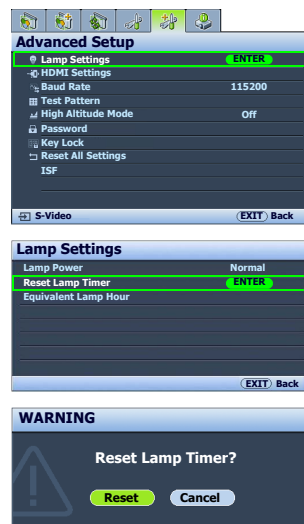 Advanced Setup
Lamp Settings ENTER
HDMI Settings
Baud Rate 115200
Test Pattern
High Altitude Mode Off
Password
Key Lock
Reset All Settings
ISF
S-Video EXIT Back
Lamp Settings
Lamp Power Normal
Reset Lamp Timer ENTER
Equivalent Lamp Hour
EXIT Back
WARNING
Reset Lamp Timer?
Reset Cancel